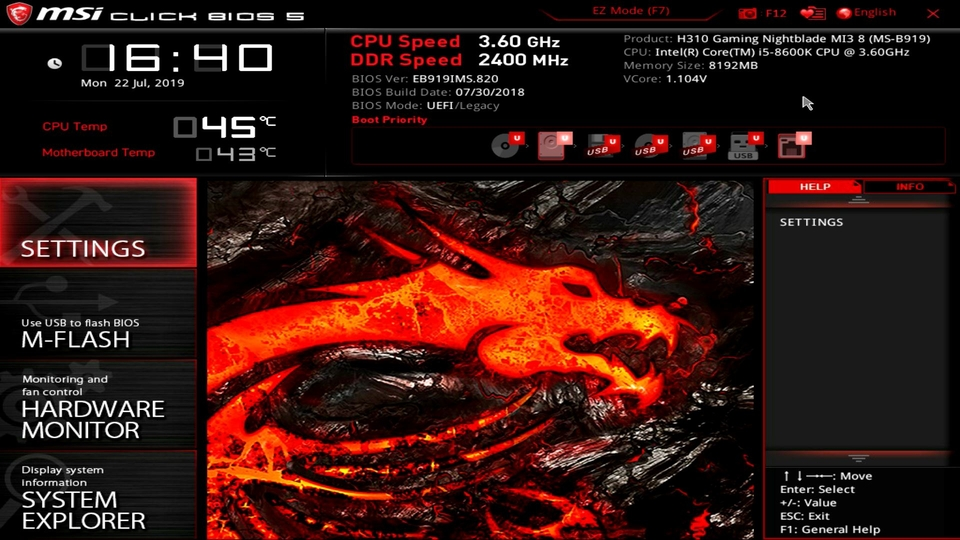 msi CLICK BIOS 5
EZ Mode (F7)
F12
English
16:40
Mon 22 Jul, 2019
CPU Temp 45°C
Motherboard Temp 43°C
CPU Speed 3.60 GHz
DDR Speed 2400 MHz
BIOS Ver: EB919IMS.820
BIOS Build Date: 07/30/2018
BIOS Mode: UEFI/Legacy
Boot Priority
Product: H310 Gaming Nightblade MI3 8 (MS-B919)
CPU: Intel(R) Core(TM) i5-8600K CPU @ 3.60GHz
Memory Size: 8192MB
VCore: 1.104V
U U U U U U U
USB USB USB USB
SETTINGS
Use USB to flash BIOS
M-FLASH
Monitoring and
fan control
HARDWARE
MONITOR
Display system
information
SYSTEM
EXPLORER
HELP
INFO
SETTINGS
↑ ↓ →←: Move
Enter: Select
+/-: Value
ESC: Exit
F1: General Help